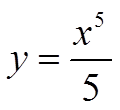 y = x^5/5